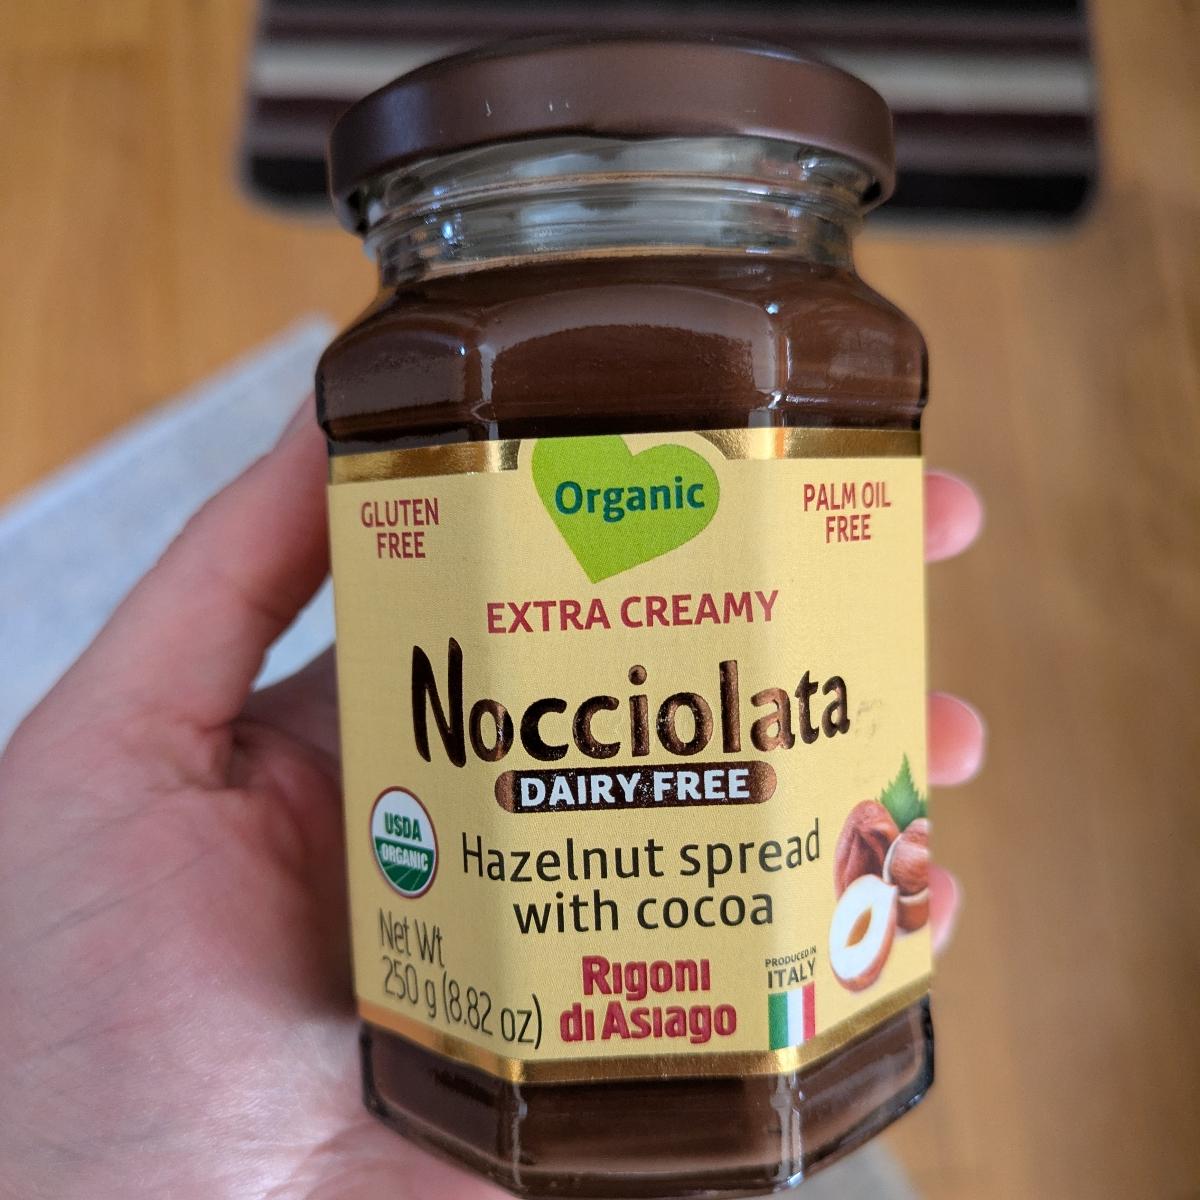 Organic
GLUTEN
FREE
PALM OIL
FREE
EXTRA CREAMY
Nocciolata
DAIRY FREE
USDA
ORGANIC
Hazelnut spread
with cocoa
Net Wt
250 g (8.82 oz)
Rigoni
di Asiago
PRODUCED IN
ITALY